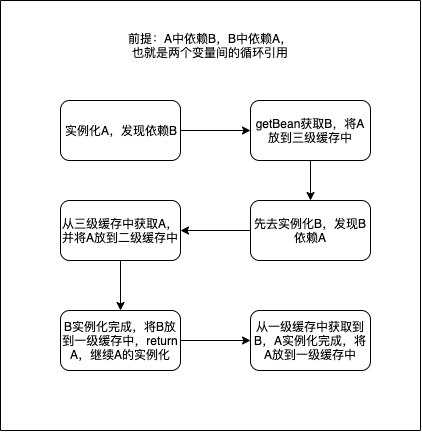 前提：A中依赖B，B中依赖A，
也就是两个变量间的循环引用
实例化A，发现依赖B
getBean获取B，将A
放到三级缓存中
先去实例化B，发现B
依赖A
从三级缓存中获取A，
并将A放到二级缓存中
B实例化完成，将B放
到一级缓存中，return
A，继续A的实例化
从一级缓存中获取到
B，A实例化完成，将
A放到一级缓存中